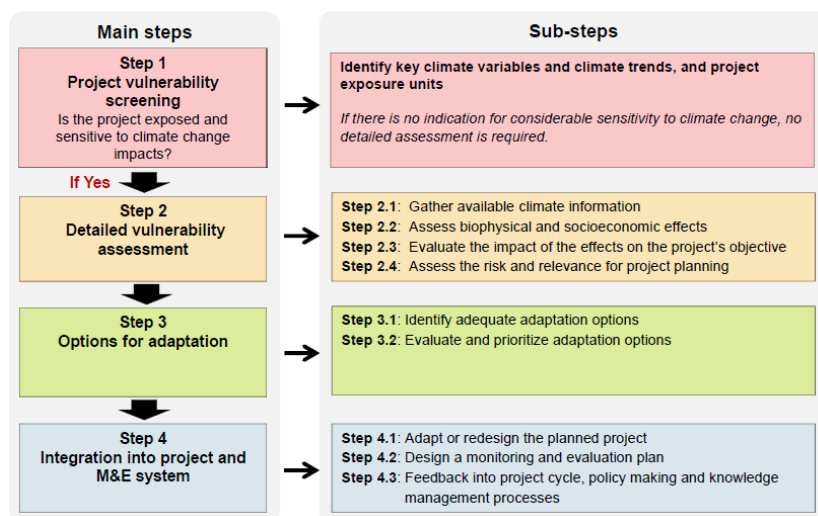 Main steps
Step 1
Project vulnerability
screening
Is the project exposed and
sensitive to climate change
impacts?
If Yes
Step 2
Detailed vulnerability
assessment
Step 3
Options for adaptation
Step 4
Integration into project and
M&E system
Sub-steps
Identify key climate variables and climate trends, and project
exposure units
If there is no indication for considerable sensitivity to climate change, no
detailed assessment is required.
Step 2.1: Gather available climate information
Step 2.2: Assess biophysical and socioeconomic effects
Step 2.3: Evaluate the impact of the effects on the project's objective
Step 2.4: Assess the risk and relevance for project planning
Step 3.1: Identify adequate adaptation options
Step 3.2: Evaluate and prioritize adaptation options
Step 4.1: Adapt or redesign the planned project
Step 4.2: Design a monitoring and evaluation plan
Step 4.3: Feedback into project cycle, policy making and knowledge
management processes